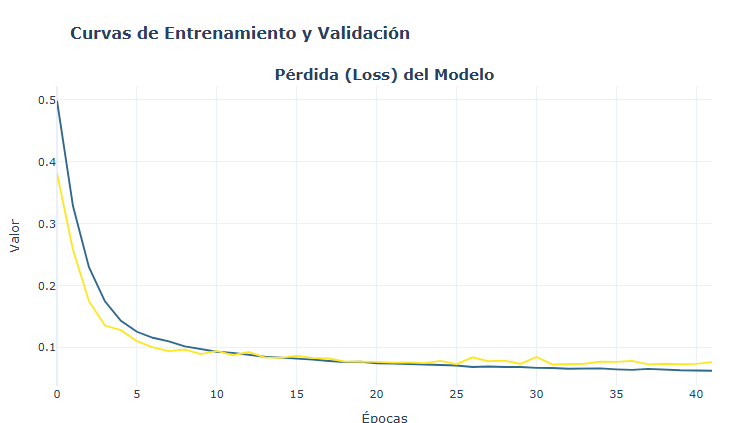 Curvas de Entrenamiento y Validación
Pérdida (Loss) del Modelo
0.5
0.4
0.3
0.2
0.1
Valor
0 5 10 15 20 25 30 35 40
Épocas